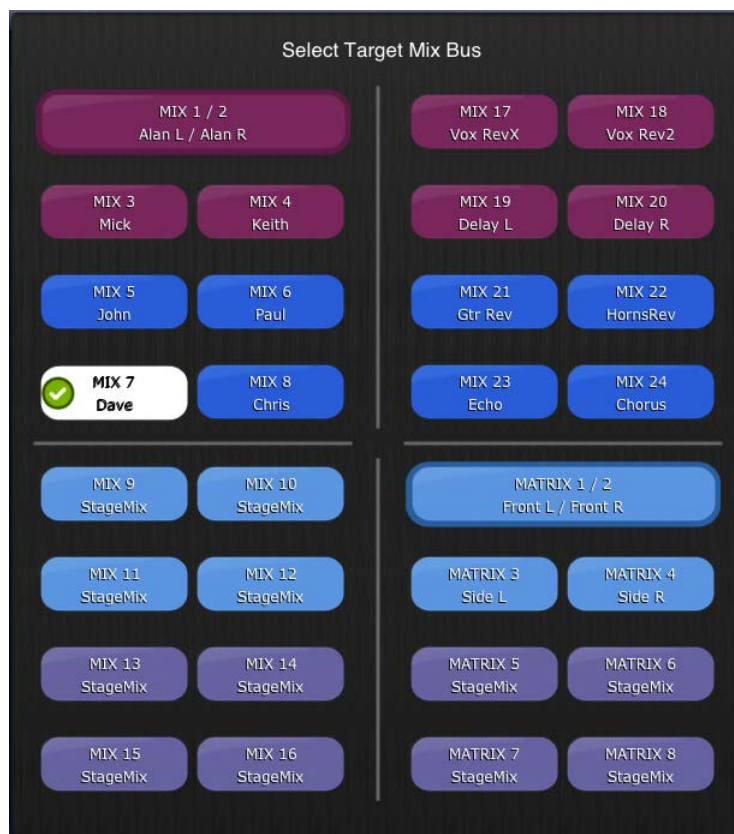 Select Target Mix Bus
MIX 1 / 2
Alan L / Alan R
MIX 3
Mick
MIX 4
Keith
MIX 5
John
MIX 6
Paul
MIX 7
Dave
MIX 8
Chris
MIX 17
Vox RevX
MIX 18
Vox Rev2
MIX 19
Delay L
MIX 20
Delay R
MIX 21
Gtr Rev
MIX 22
HornsRev
MIX 23
Echo
MIX 24
Chorus
MIX 9
StageMix
MIX 10
StageMix
MIX 11
StageMix
MIX 12
StageMix
MIX 13
StageMix
MIX 14
StageMix
MIX 15
StageMix
MIX 16
StageMix
MATRIX 1 / 2
Front L / Front R
MATRIX 3
Side L
MATRIX 4
Side R
MATRIX 5
StageMix
MATRIX 6
StageMix
MATRIX 7
StageMix
MATRIX 8
StageMix